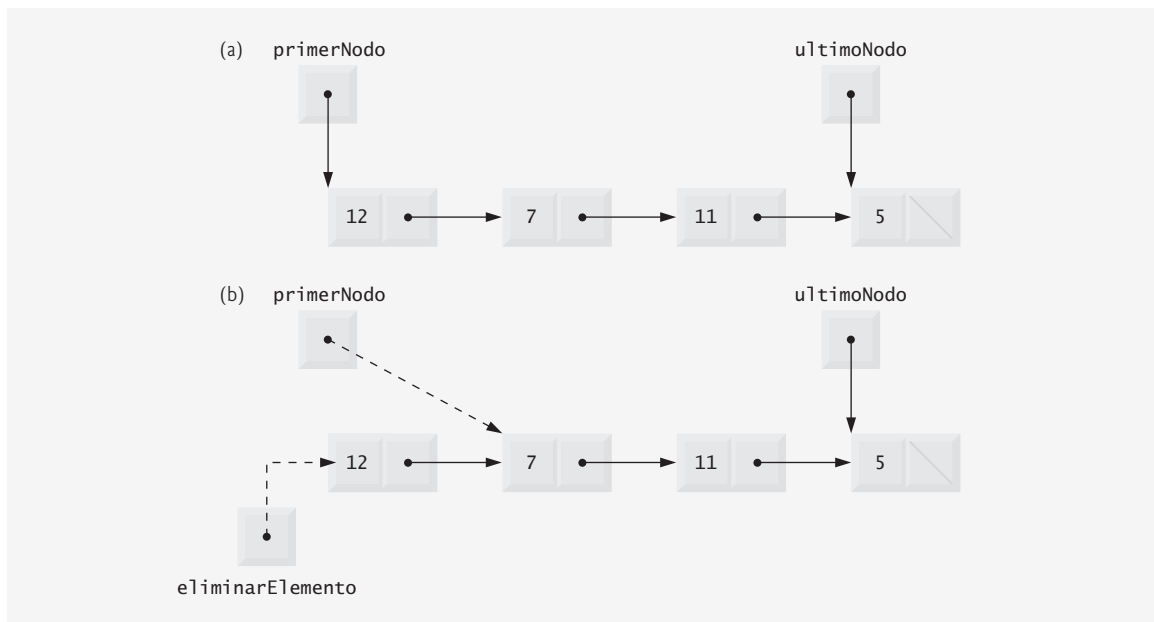 (a) primerNodo ultimoNodo
12 7 11 5
(b) primerNodo ultimoNodo
12 7 11 5
eliminarElemento